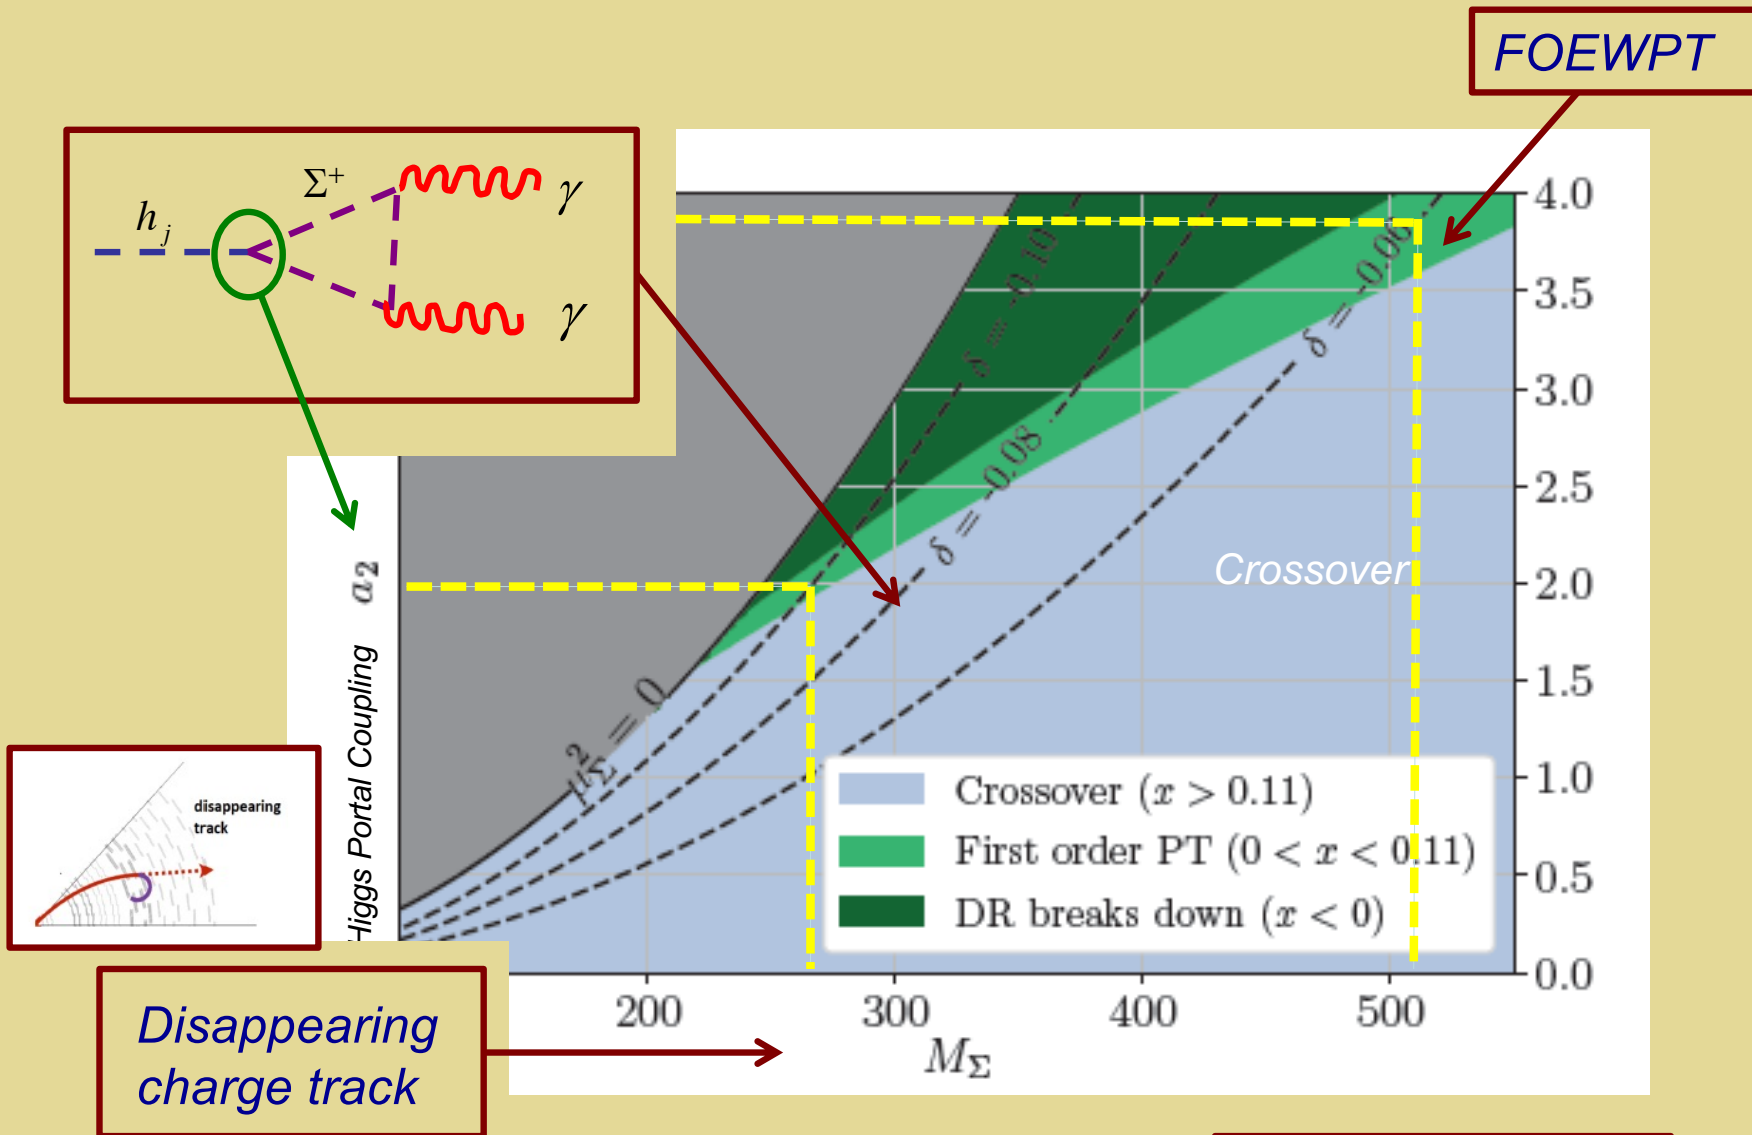 FOEWPT
Σ⁺
γ
h_j
γ
4.0
3.5
3.0
2.5
2.0
1.5
1.0
0.5
0.0
δ = -0.10
δ = -0.06
δ = -0.08
μ²_Σ = 0
Crossover
Higgs Portal Coupling a₂
disappearing
track
Crossover (x > 0.11)
First order PT (0 < x < 0.11)
DR breaks down (x < 0)
200 300 400 500
M_Σ
Disappearing
charge track